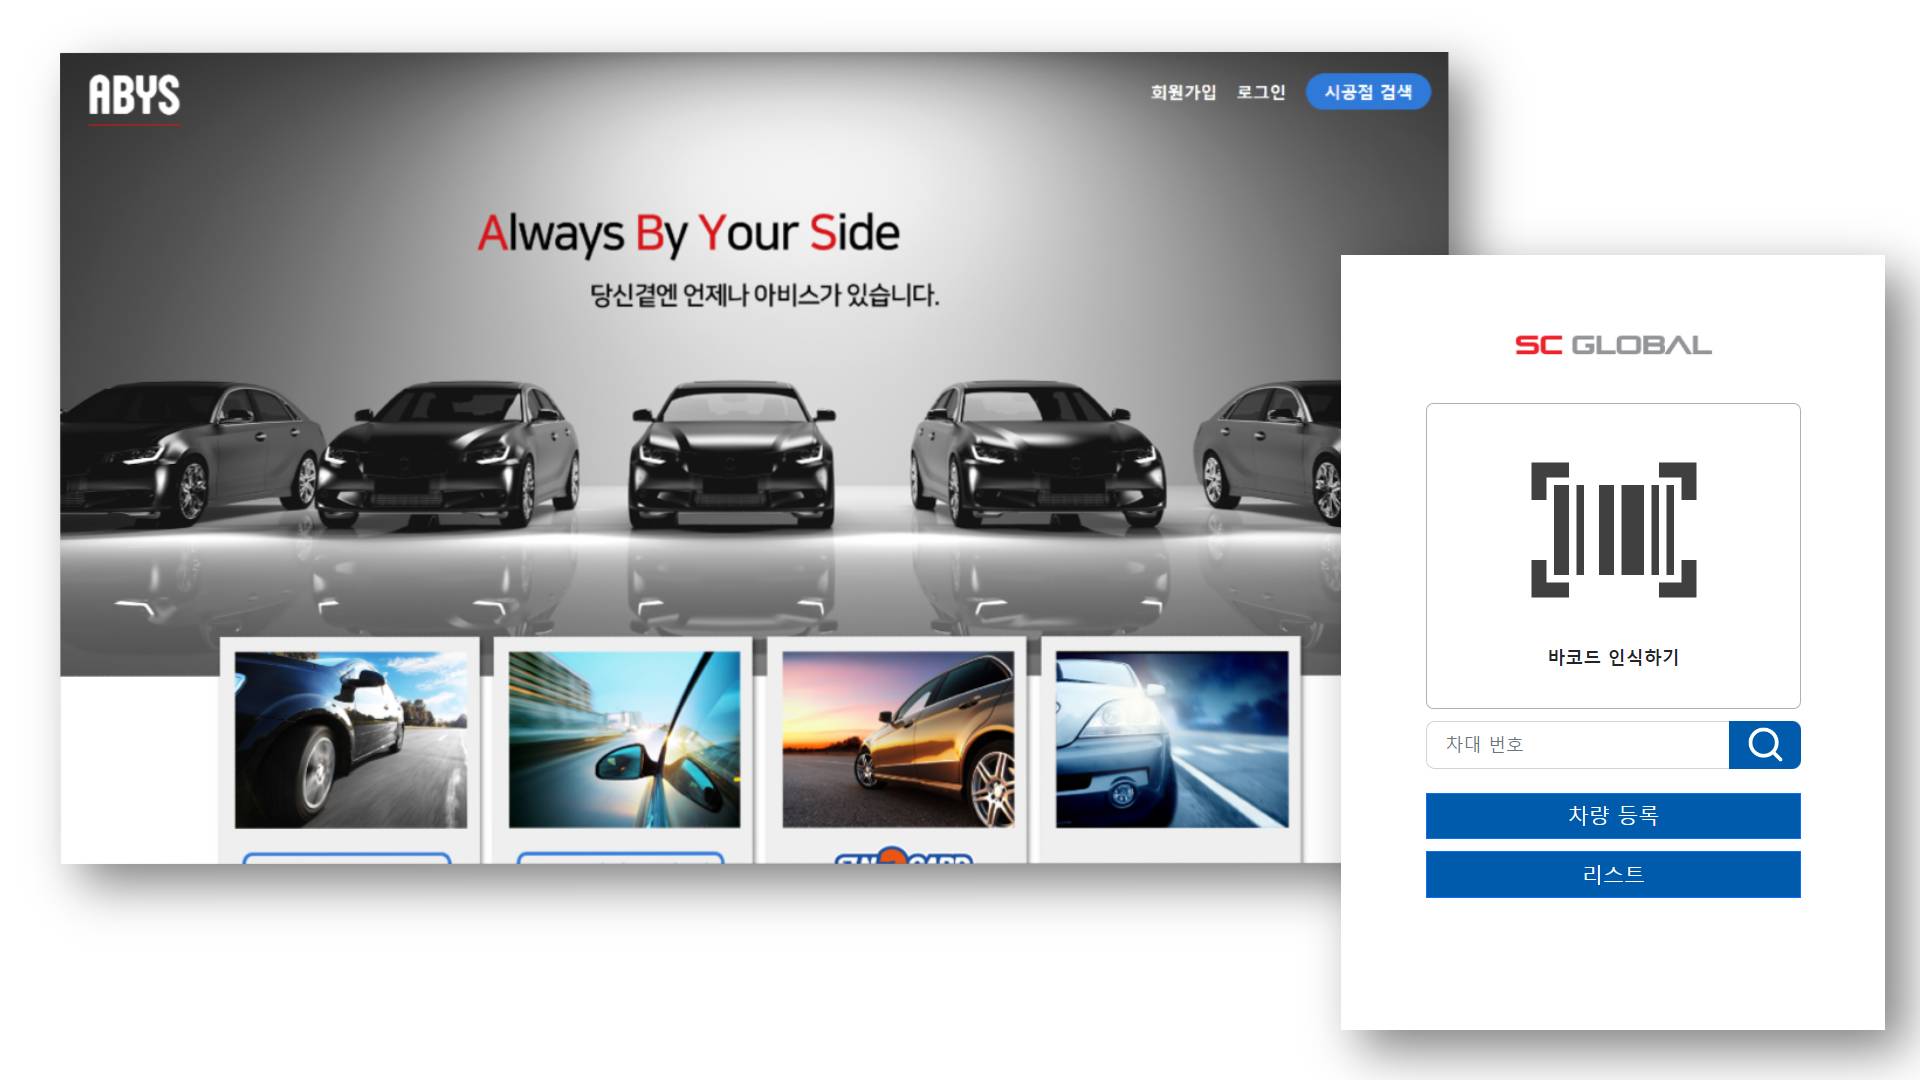 ABYS
회원가입 로그인 시공점 검색
Always By Your Side
당신곁엔 언제나 아비스가 있습니다.
SC GLOBAL
바코드 인식하기
차대 번호
차량 등록
리스트